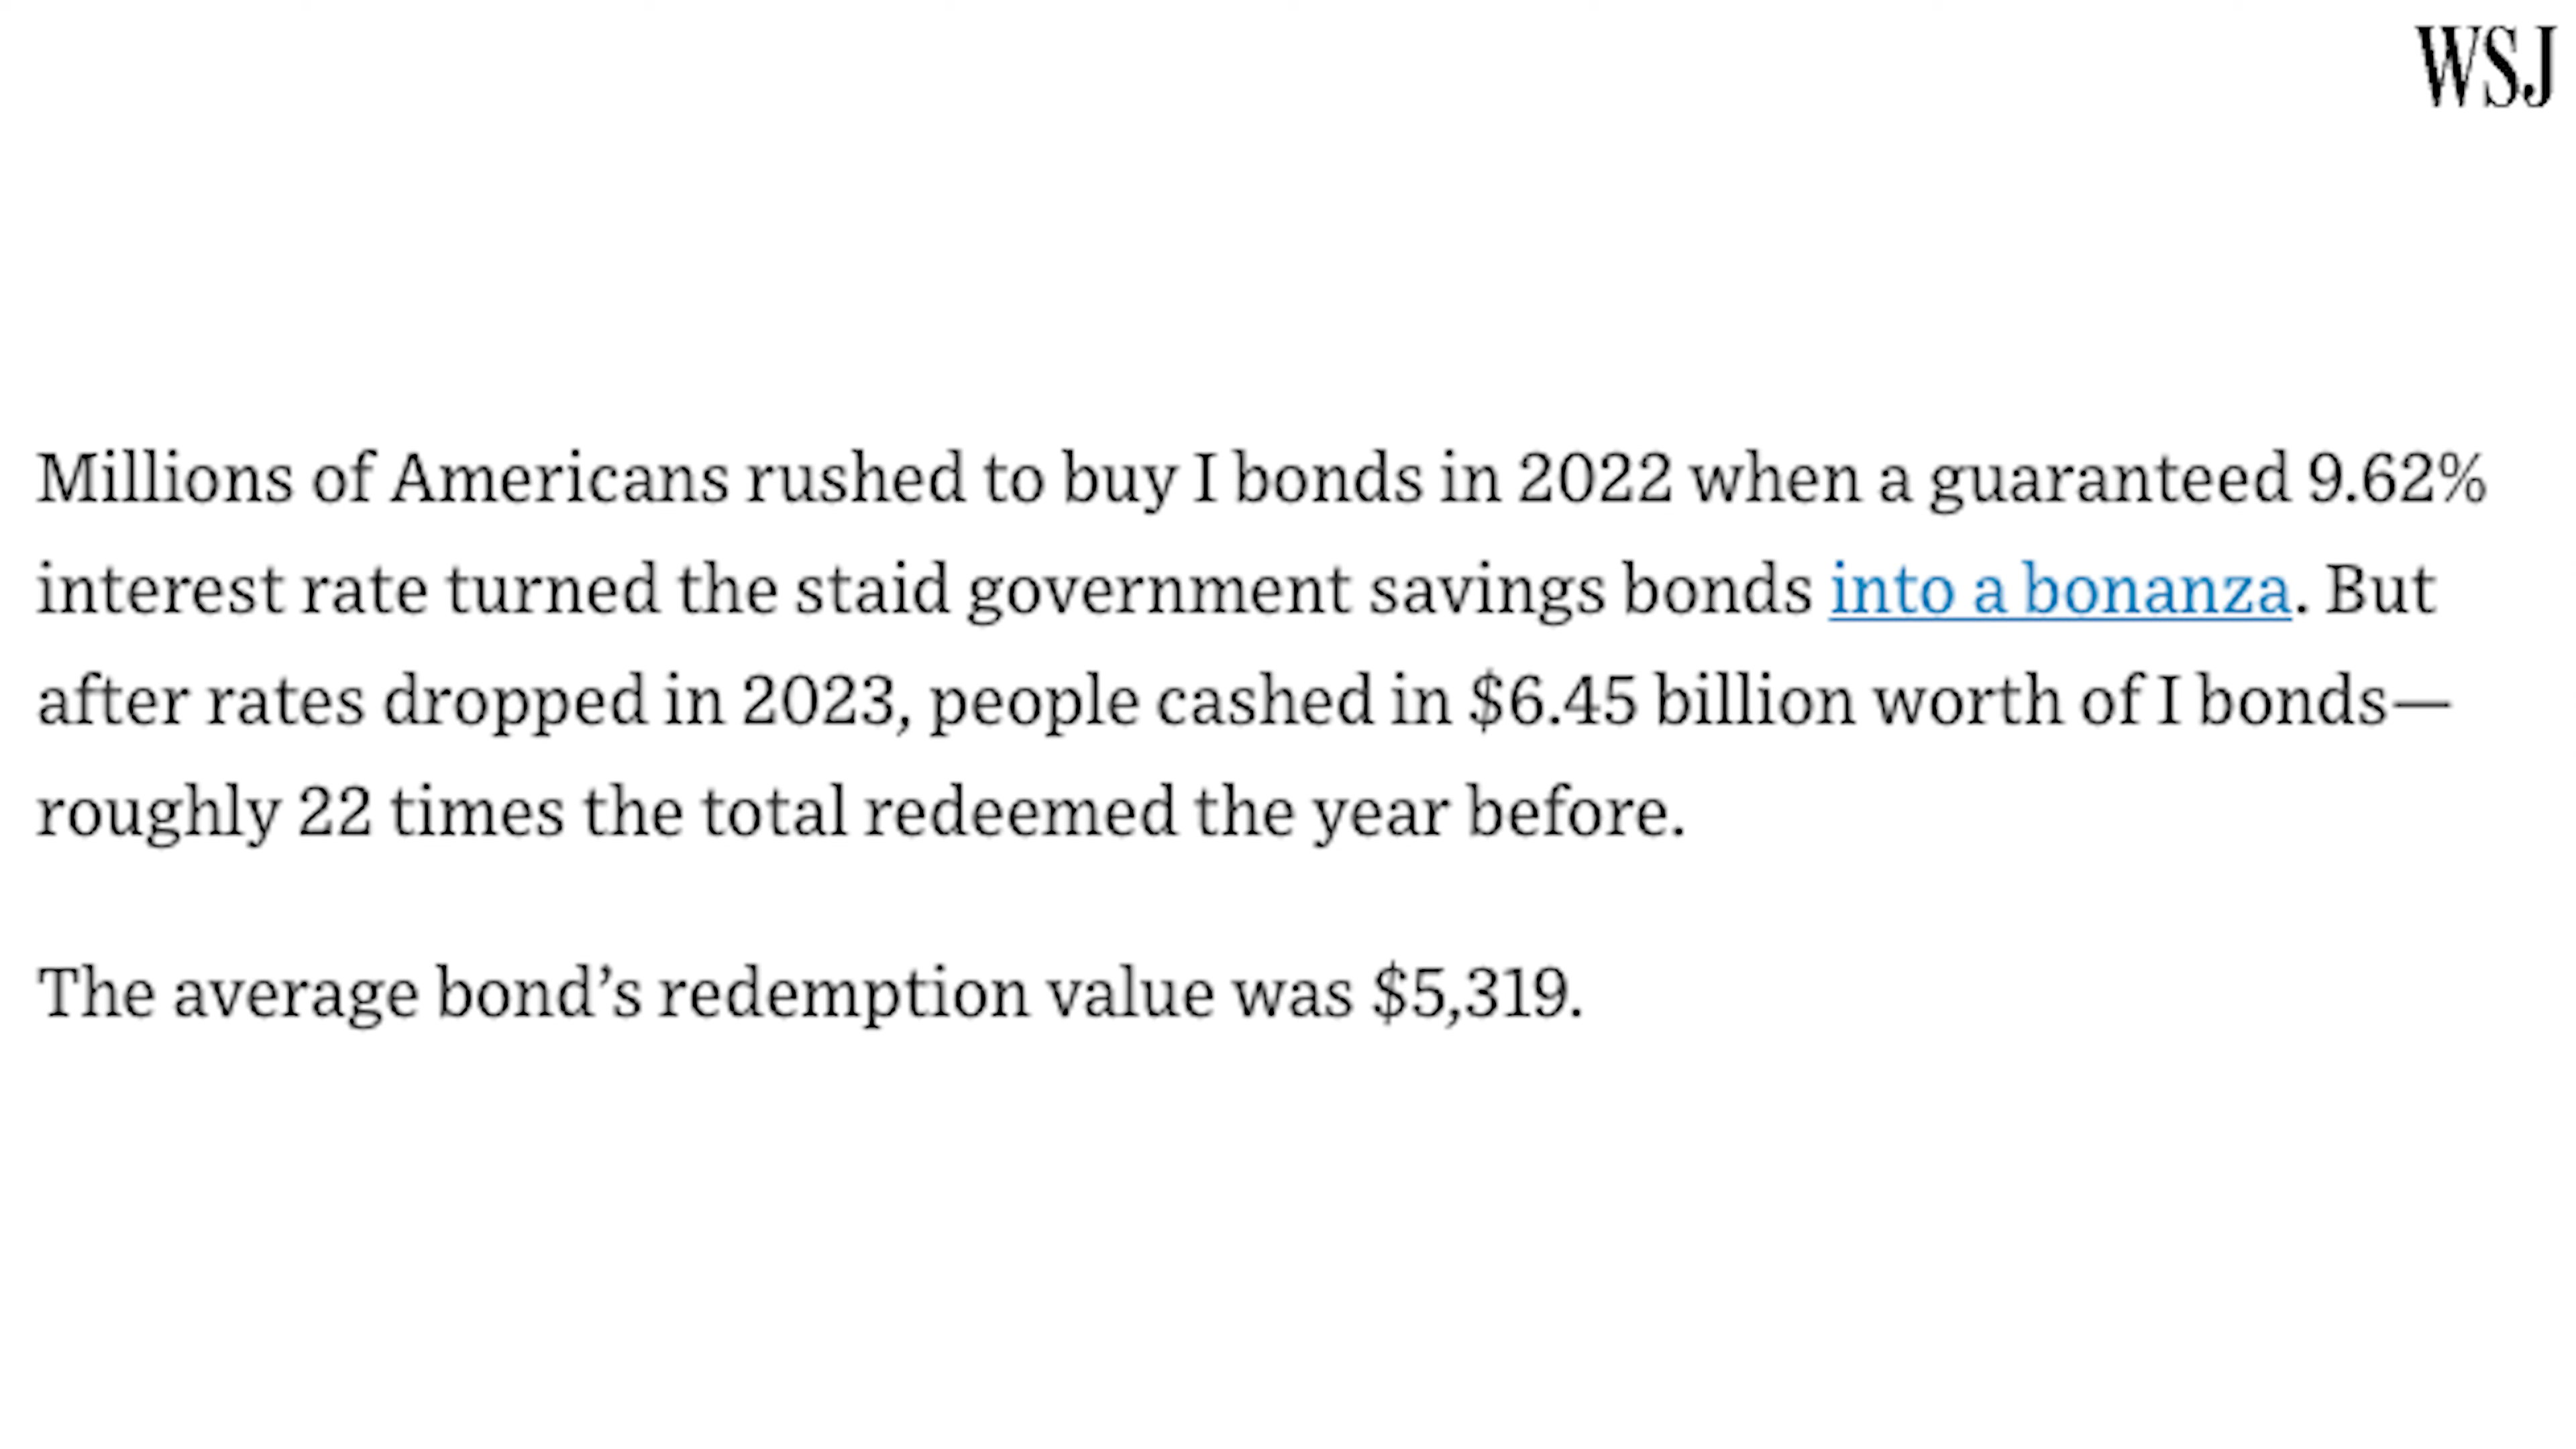 WSJ
Millions of Americans rushed to buy I bonds in 2022 when a guaranteed 9.62%
interest rate turned the staid government savings bonds into a bonanza. But
after rates dropped in 2023, people cashed in $6.45 billion worth of I bonds—
roughly 22 times the total redeemed the year before.
The average bond’s redemption value was $5,319.